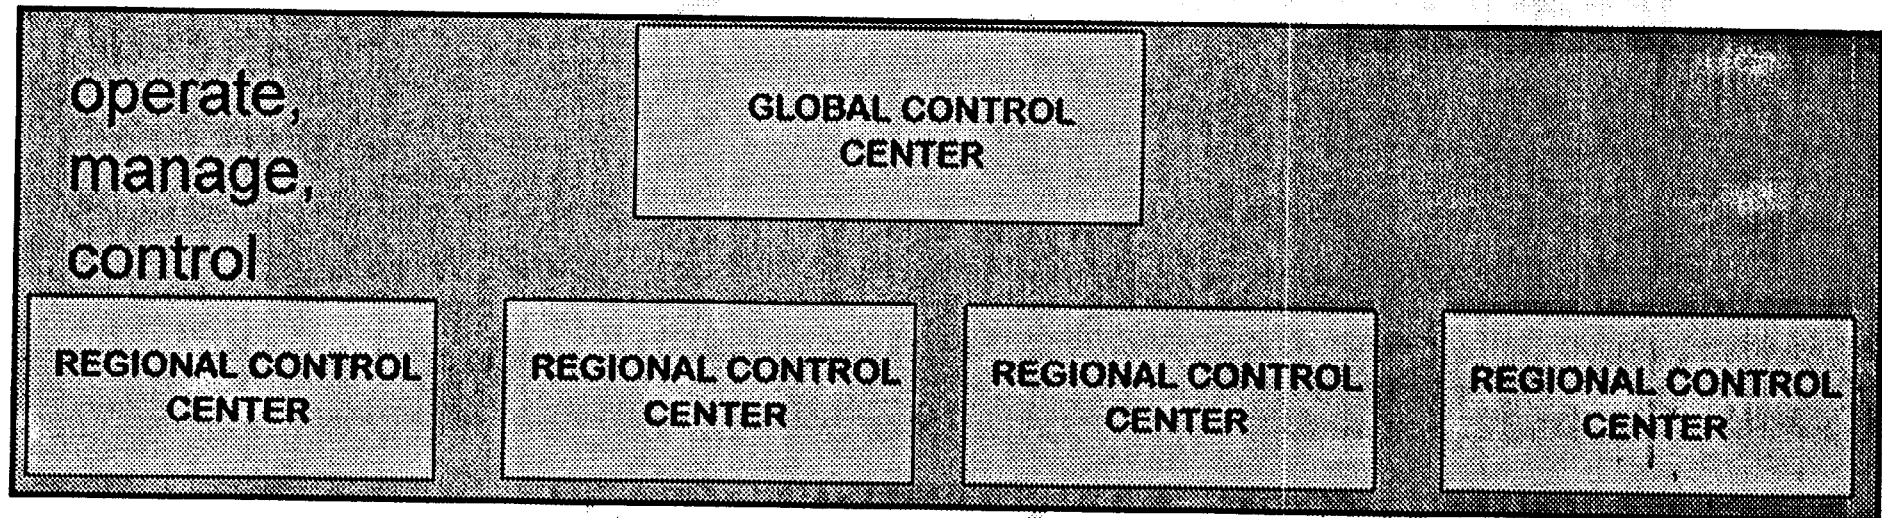 operate,
manage,
control
GLOBAL CONTROL
CENTER
REGIONAL CONTROL
CENTER
REGIONAL CONTROL
CENTER
REGIONAL CONTROL
CENTER
REGIONAL CONTROL
CENTER